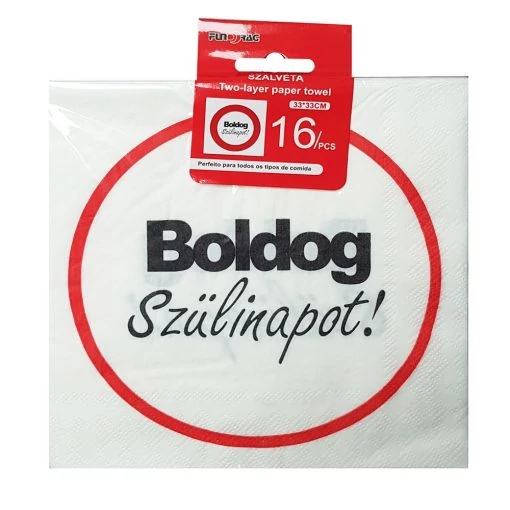 FUNDRAG
SZALVÉTA
Two-layer paper towel
33*33CM
Boldog
Szülinapot!
16/PCS
Perfeito para todos os tipos de comida
Boldog
Szülinapot!